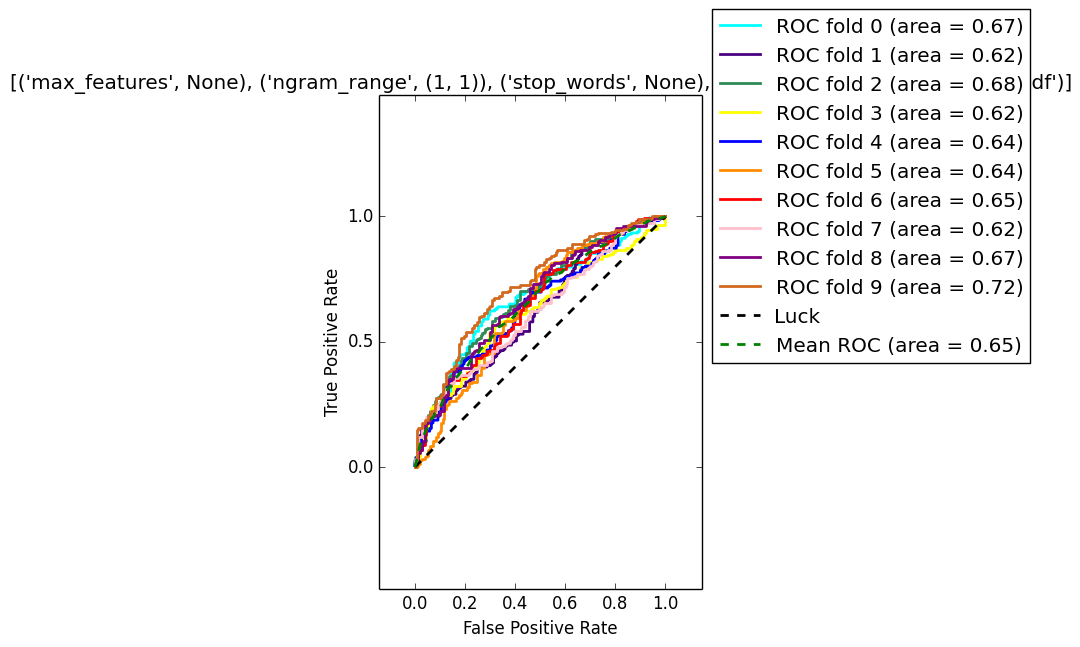 [('max_features', None), ('ngram_range', (1, 1)), ('stop_words', None), df')]
ROC fold 0 (area = 0.67)
ROC fold 1 (area = 0.62)
ROC fold 2 (area = 0.68)
ROC fold 3 (area = 0.62)
ROC fold 4 (area = 0.64)
ROC fold 5 (area = 0.64)
ROC fold 6 (area = 0.65)
ROC fold 7 (area = 0.62)
ROC fold 8 (area = 0.67)
ROC fold 9 (area = 0.72)
Luck
Mean ROC (area = 0.65)
True Positive Rate
1.0
0.5
0.0
0.0 0.2 0.4 0.6 0.8 1.0
False Positive Rate